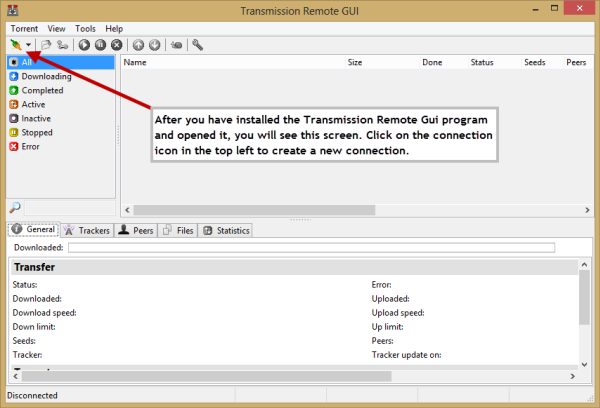 Transmission Remote GUI
Torrent View Tools Help
All
Downloading
Completed
Active
Inactive
Stopped
Error
Name Size Done Status Seeds Peers
After you have installed the Transmission Remote Gui program
and opened it, you will see this screen. Click on the connection
icon in the top left to create a new connection.
General Trackers Peers Files Statistics
Downloaded:
Transfer
Status: Error:
Downloaded: Uploaded:
Download speed: Upload speed:
Down limit: Up limit:
Seeds: Peers:
Tracker: Tracker update on:
Disconnected